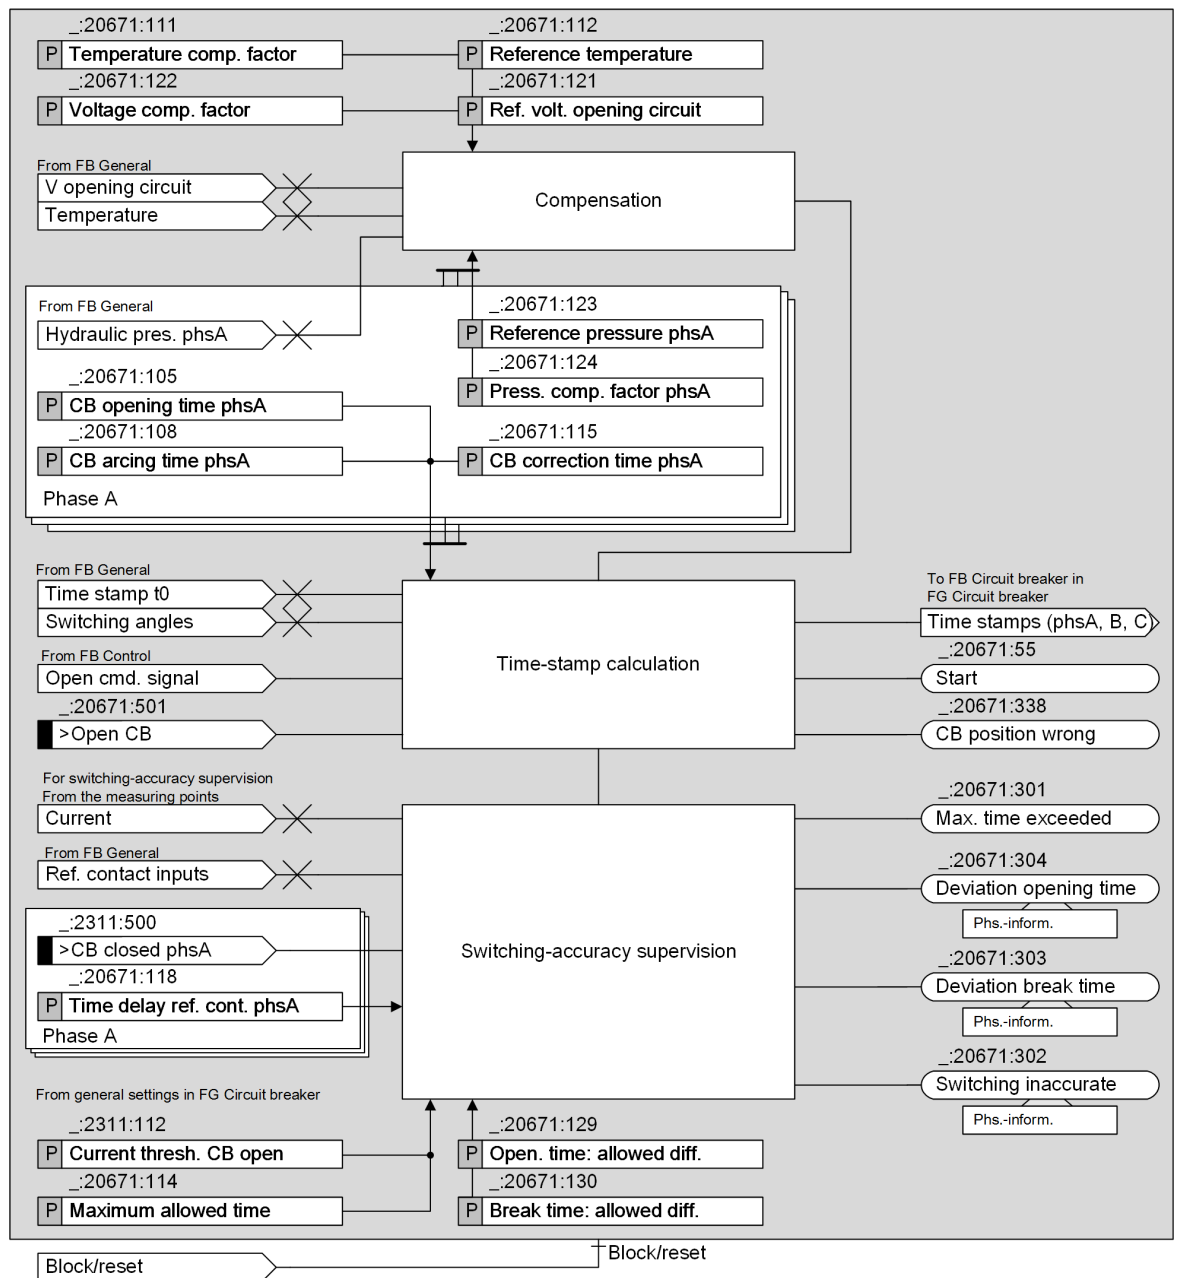 _:20671:111
_:20671:112
P Temperature comp. factor
P Reference temperature
_:20671:122
_:20671:121
P Voltage comp. factor
P Ref. volt. opening circuit
From FB General
V opening circuit
Temperature
Compensation
From FB General
Hydraulic pres. phsA
_:20671:123
P Reference pressure phsA
_:20671:124
P Press. comp. factor phsA
_:20671:105
P CB opening time phsA
_:20671:108
P CB arcing time phsA
_:20671:115
P CB correction time phsA
Phase A
From FB General
Time stamp t0
Switching angles
From FB Control
Open cmd. signal
_:20671:501
>Open CB
Time-stamp calculation
To FB Circuit breaker in
FG Circuit breaker
Time stamps (phsA, B, C)
_:20671:55
Start
_:20671:338
CB position wrong
For switching-accuracy supervision
From the measuring points
Current
From FB General
Ref. contact inputs
_:2311:500
>CB closed phsA
_:20671:118
P Time delay ref. cont. phsA
Phase A
Switching-accuracy supervision
_:20671:301
Max. time exceeded
_:20671:304
Deviation opening time
Phs.-inform.
_:20671:303
Deviation break time
Phs.-inform.
_:20671:302
Switching inaccurate
Phs.-inform.
From general settings in FG Circuit breaker
_:2311:112
P Current thresh. CB open
_:20671:114
P Maximum allowed time
_:20671:129
P Open. time: allowed diff.
_:20671:130
P Break time: allowed diff.
Block/reset
Block/reset